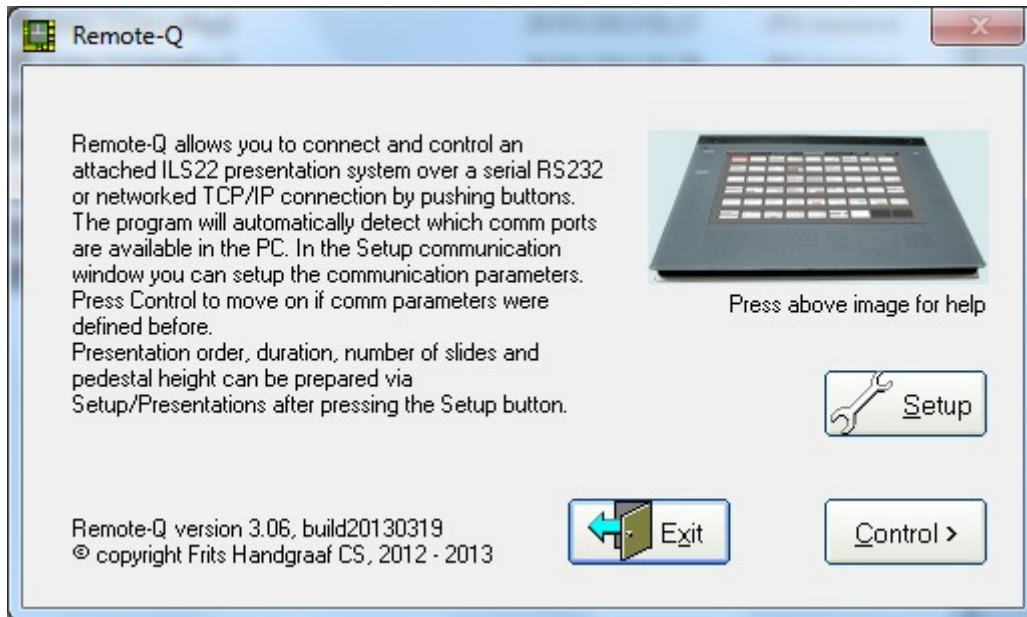 Remote-Q
Remote-Q allows you to connect and control an
attached ILS22 presentation system over a serial RS232
or networked TCP/IP connection by pushing buttons.
The program will automatically detect which comm ports
are available in the PC. In the Setup communication
window you can setup the communication parameters.
Press Control to move on if comm parameters were
defined before.
Presentation order, duration, number of slides and
pedestal height can be prepared via
Setup/Presentations after pressing the Setup button.
Press above image for help
Setup
Remote-Q version 3.06, build20130319
© copyright Frits Handgraaf CS, 2012 - 2013
Exit
Control >